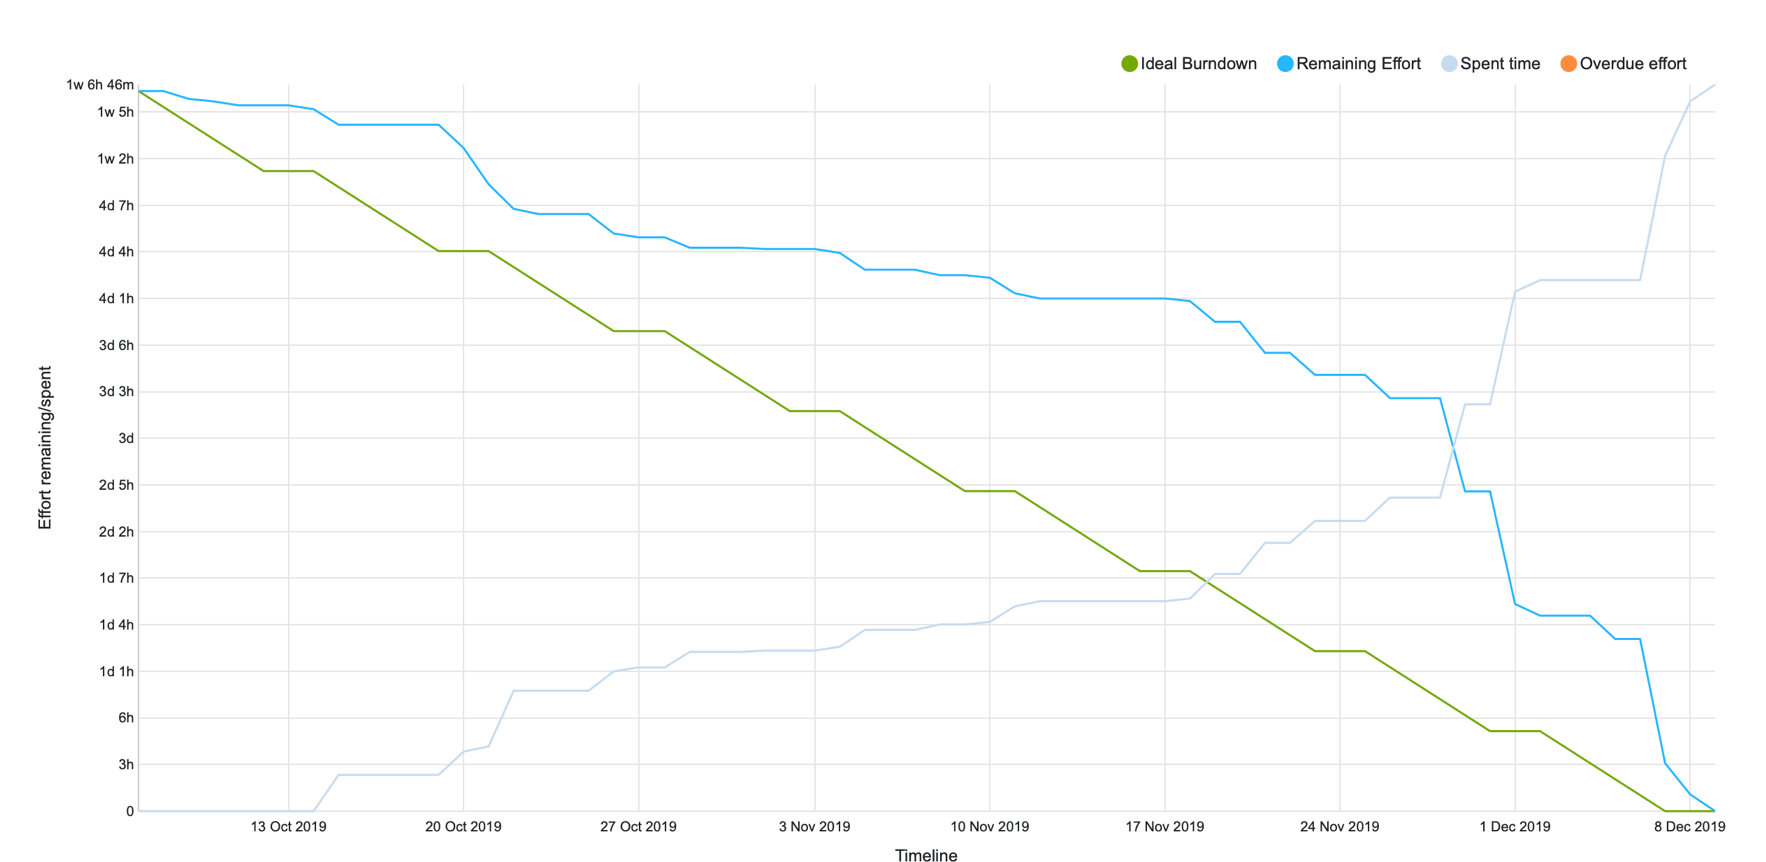 Ideal Burndown Remaining Effort Spent time Overdue effort
1w 6h 46m
1w 5h
1w 2h
4d 7h
4d 4h
4d 1h
3d 6h
3d 3h
3d
2d 5h
2d 2h
1d 7h
1d 4h
1d 1h
6h
3h
0
Effort remaining/spent
13 Oct 2019 20 Oct 2019 27 Oct 2019 3 Nov 2019 10 Nov 2019 17 Nov 2019 24 Nov 2019 1 Dec 2019 8 Dec 2019
Timeline